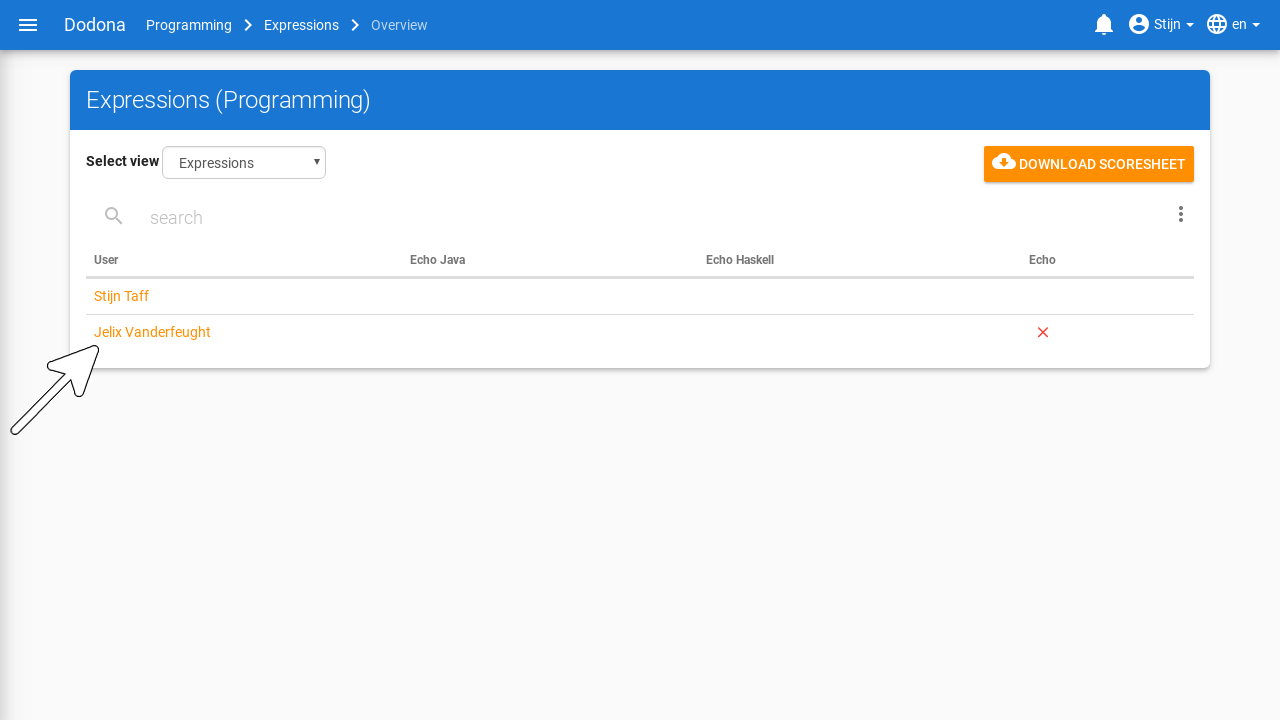 Dodona Programming Expressions Overview Stijn en
Expressions (Programming)
Select view Expressions DOWNLOAD SCORESHEET
search
User Echo Java Echo Haskell Echo
Stijn Taff
Jelix Vanderfeught